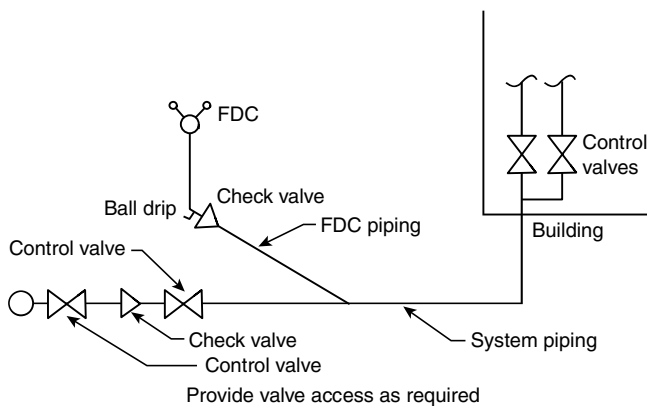 FDC
Control
valves
Check valve
Ball drip
FDC piping
Building
Control valve
System piping
Check valve
Control valve
Provide valve access as required